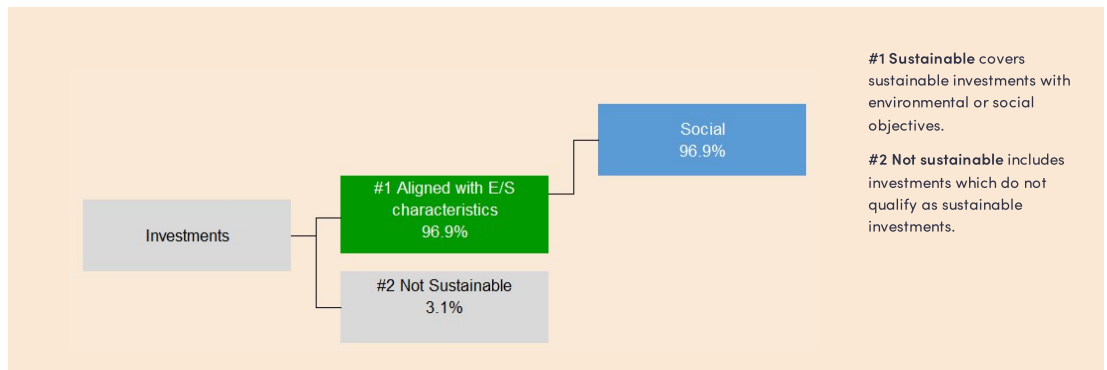 Investments
#1 Aligned with E/S
characteristics
96.9%
#2 Not Sustainable
3.1%
Social
96.9%
#1 Sustainable covers
sustainable investments with
environmental or social
objectives.
#2 Not sustainable includes
investments which do not
qualify as sustainable
investments.